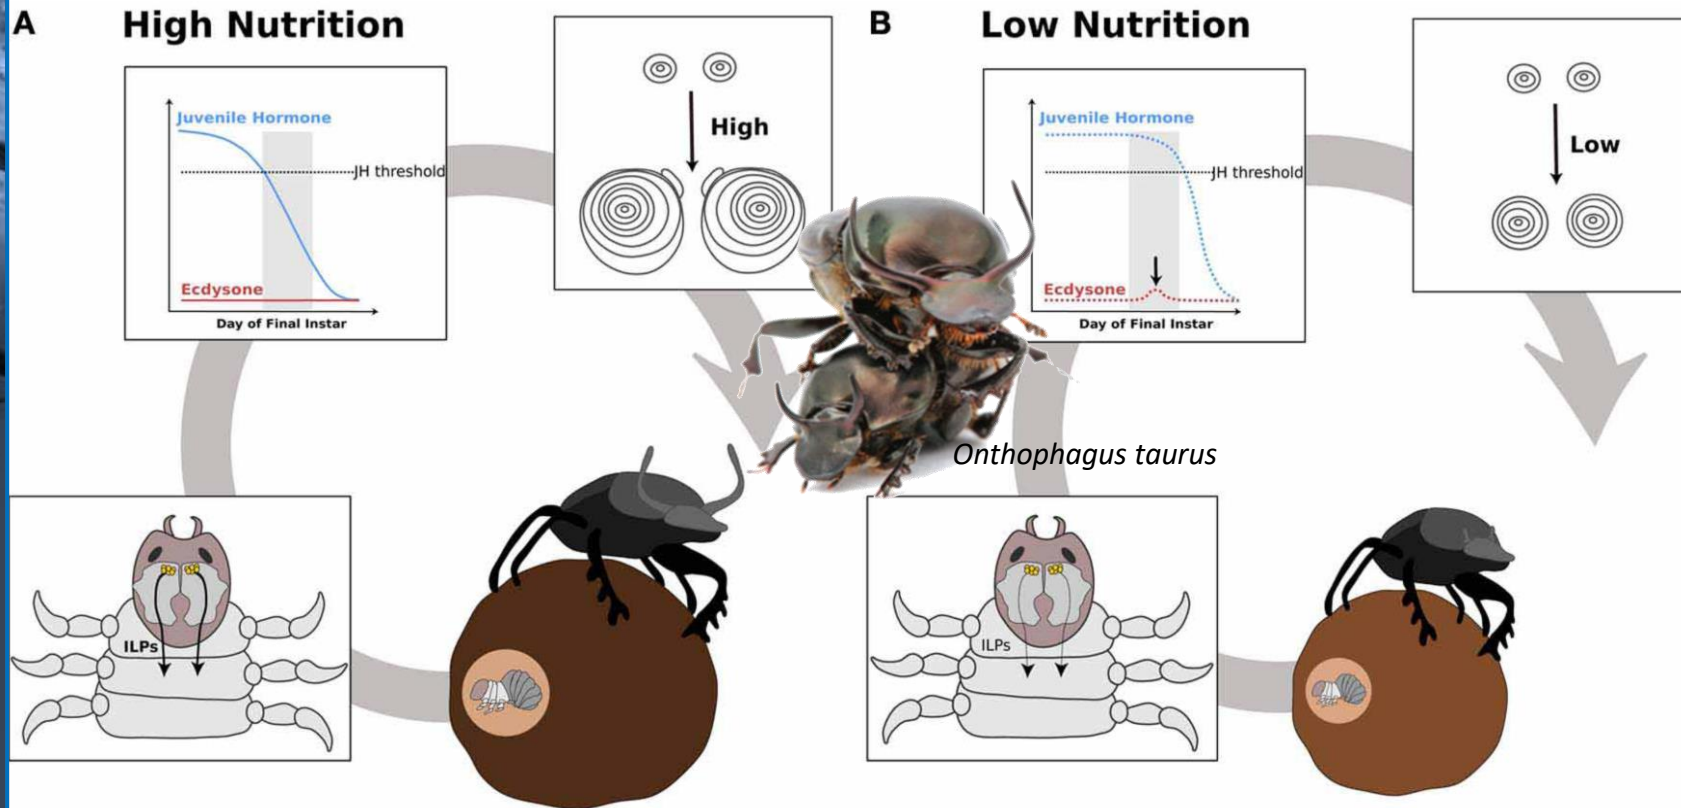 A
High Nutrition
Juvenile Hormone
JH threshold
Ecdysone
Day of Final Instar
High
B
Low Nutrition
Juvenile Hormone
JH threshold
Ecdysone
Day of Final Instar
Low
Onthophagus taurus
ILPs
ILPs